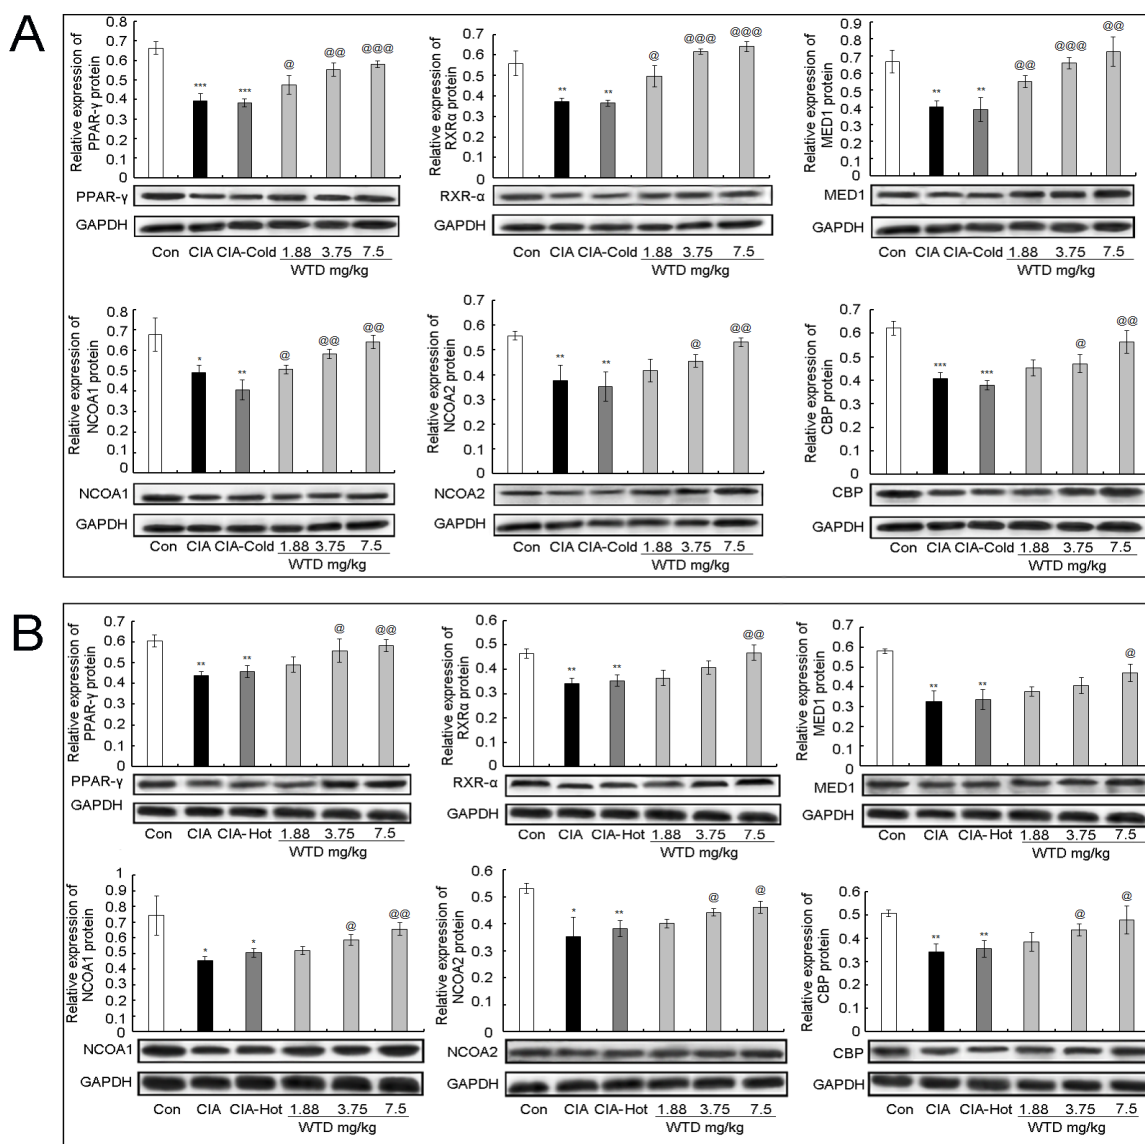 A
Relative expression of
PPAR-γ protein
0.8
0.7
0.6
0.5
0.4
0.3
0.2
0.1
0
*** *** @ @@ @@@
PPAR-γ
GAPDH
Con CIA CIA-Cold 1.88 3.75 7.5
WTD mg/kg
Relative expression of
RXRα protein
0.8
0.7
0.6
0.5
0.4
0.3
0.2
0.1
0
** ** @ @@@ @@@
RXR-α
GAPDH
Con CIA CIA-Cold 1.88 3.75 7.5
WTD mg/kg
Relative expression of
MED1 protein
0.9
0.8
0.7
0.6
0.5
0.4
0.3
0.2
0.1
0
** ** @@ @@@ @@
MED1
GAPDH
Con CIA CIA-Cold 1.88 3.75 7.5
WTD mg/kg
Relative expression of
NCOA1 protein
0.8
0.7
0.6
0.5
0.4
0.3
0.2
0.1
0
* ** @ @@ @@
NCOA1
GAPDH
Con CIA CIA-Cold 1.88 3.75 7.5
WTD mg/kg
Relative expression of
NCOA2 protein
0.7
0.6
0.5
0.4
0.3
0.2
0.1
0
** ** @ @@
NCOA2
GAPDH
Con CIA CIA-Cold 1.88 3.75 7.5
WTD mg/kg
Relative expression of
CBP protein
0.7
0.6
0.5
0.4
0.3
0.2
0.1
0
*** *** @ @@
CBP
GAPDH
Con CIA CIA-Cold 1.88 3.75 7.5
WTD mg/kg
B
Relative expression of
PPAR-γ protein
0.7
0.6
0.5
0.4
0.3
0.2
0.1
0
** ** @ @@
PPAR-γ
GAPDH
Con CIA CIA-Hot 1.88 3.75 7.5
WTD mg/kg
Relative expression of
RXRα protein
0.6
0.5
0.4
0.3
0.2
0.1
0
** ** @@
RXR-α
GAPDH
Con CIA CIA-Hot 1.88 3.75 7.5
WTD mg/kg
Relative expression of
MED1 protein
0.7
0.6
0.5
0.4
0.3
0.2
0.1
0
** ** @
MED1
GAPDH
Con CIA CIA-Hot 1.88 3.75 7.5
WTD mg/kg
Relative expression of
NCOA1 protein
1
0.9
0.8
0.7
0.6
0.5
0.4
0.3
0.2
0.1
0
* * @ @@
NCOA1
GAPDH
Con CIA CIA-Hot 1.88 3.75 7.5
WTD mg/kg
Relative expression of
NCOA2 protein
0.6
0.5
0.4
0.3
0.2
0.1
0
* ** @ @
NCOA2
GAPDH
Con CIA CIA-Hot 1.88 3.75 7.5
WTD mg/kg
Relative expression of
CBP protein
0.6
0.5
0.4
0.3
0.2
0.1
0
** ** @ @
CBP
GAPDH
Con CIA CIA-Hot 1.88 3.75 7.5
WTD mg/kg